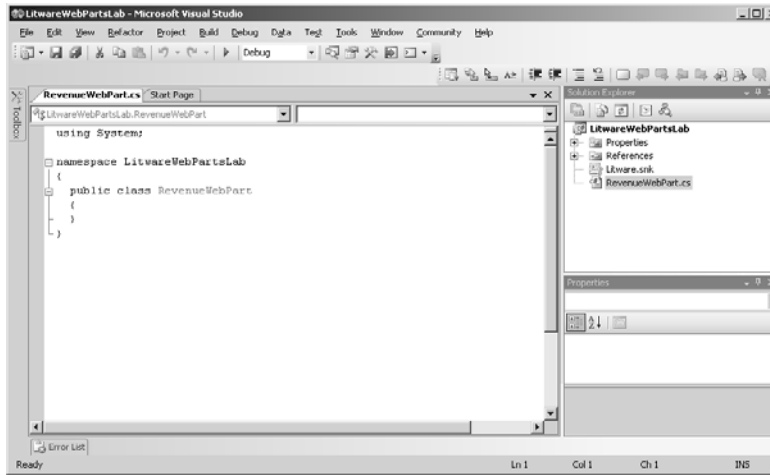 LitwareWebPartsLab - Microsoft Visual Studio
File Edit View Refactor Project Build Debug Data Test Tools Window Community Help
Debug
Toolbox
RevenueWebPart.cs Start Page
LitwareWebPartsLab.RevenueWebPart
using System;
namespace LitwareWebPartsLab
{
public class RevenueWebPart
{
}
}
Solution Explorer
LitwareWebPartsLab
Properties
References
Litware.snk
RevenueWebPart.cs
Properties
Error List
Ready Ln 1 Col 1 Ch 1 INS